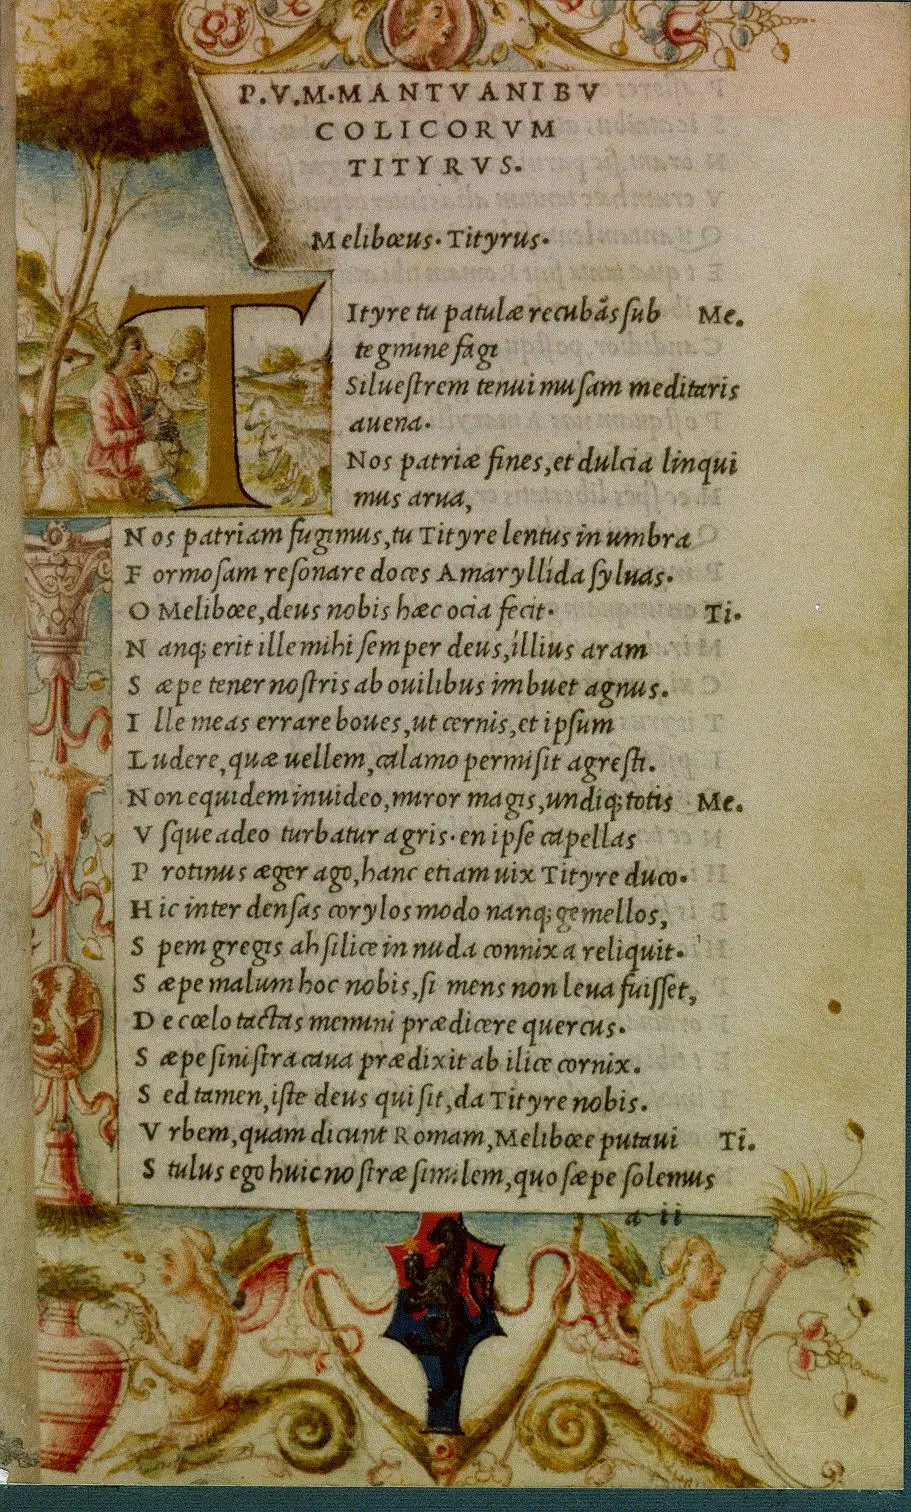 P.V.M.MANTVANI BV
COLICORVM
TITYRVS.
Melibœus. Tityrus.
TItyre tu patulæ recubãs sub Me.
tegmine fagi
Siluestrem tenui musam meditaris
auena.
Nos patriæ fines, et dulcia linqui
mus arua,
Nos patriam fugimus, tu Tityre lentus in umbra
Formosam resonare doces Amaryllida syluas.
O Melibœe, deus nobis hæc ocia fecit. Ti.
Nanq; erit ille mihi semper deus, illius aram
Sæpe tener nostris ab ouilibus imbuet agnus.
Ille meas errare boues, ut cernis, et ipsum
Ludere, quæ uellem, calamo permisit agresti.
Non equidem inuideo, miror magis, undiq; totis Me.
Vsque adeo turbatur agris. en ipse capellas
Protinus æger ago, hanc etiam uix Tityre duco.
Hic inter densas corylos modo nanq; gemellos,
Spem gregis ah silice in nuda connixa reliquit.
Sæpe malum hoc nobis, si mens non leua fuisset,
De cœlo tactas memini prædicere quercus.
Sæpe sinistra caua prædixit ab ilice cornix.
Sed tamen, iste deus qui sit, da Tityre nobis.
Vrbem, quam dicunt Romam, Melibœe putaui Ti.
Stulus ego huic nostræ similem, quo sæpe solemus
a ii